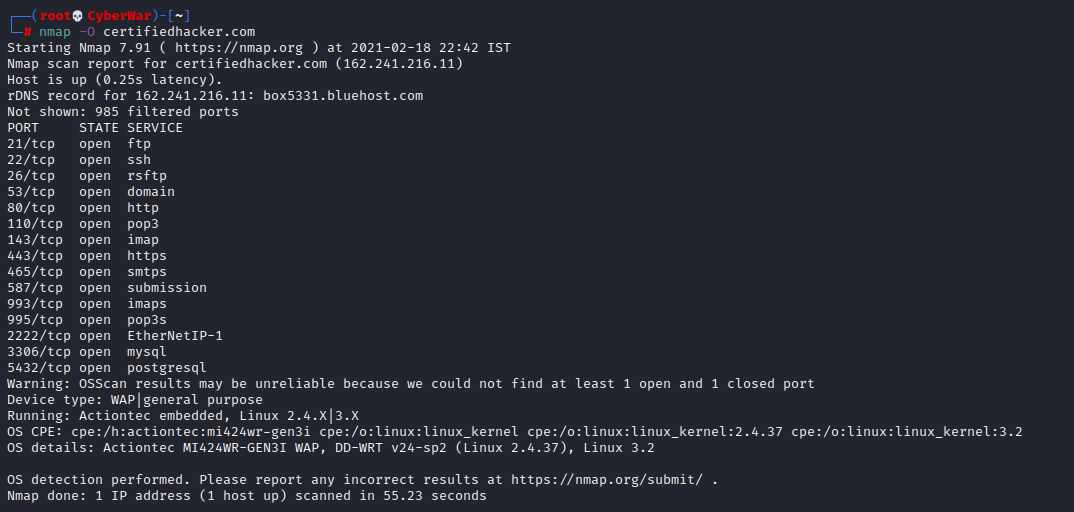 ┌──(root💀CyberWar)-[~]
└─# nmap -O certifiedhacker.com
Starting Nmap 7.91 ( https://nmap.org ) at 2021-02-18 22:42 IST
Nmap scan report for certifiedhacker.com (162.241.216.11)
Host is up (0.25s latency).
rDNS record for 162.241.216.11: box5331.bluehost.com
Not shown: 985 filtered ports
PORT     STATE SERVICE
21/tcp   open  ftp
22/tcp   open  ssh
26/tcp   open  rsftp
53/tcp   open  domain
80/tcp   open  http
110/tcp  open  pop3
143/tcp  open  imap
443/tcp  open  https
465/tcp  open  smtps
587/tcp  open  submission
993/tcp  open  imaps
995/tcp  open  pop3s
2222/tcp open  EtherNetIP-1
3306/tcp open  mysql
5432/tcp open  postgresql
Warning: OSScan results may be unreliable because we could not find at least 1 open and 1 closed port
Device type: WAP|general purpose
Running: Actiontec embedded, Linux 2.4.X|3.X
OS CPE: cpe:/h:actiontec:mi424wr-gen3i cpe:/o:linux:linux_kernel cpe:/o:linux:linux_kernel:2.4.37 cpe:/o:linux:linux_kernel:3.2
OS details: Actiontec MI424WR-GEN3I WAP, DD-WRT v24-sp2 (Linux 2.4.37), Linux 3.2

OS detection performed. Please report any incorrect results at https://nmap.org/submit/ .
Nmap done: 1 IP address (1 host up) scanned in 55.23 seconds